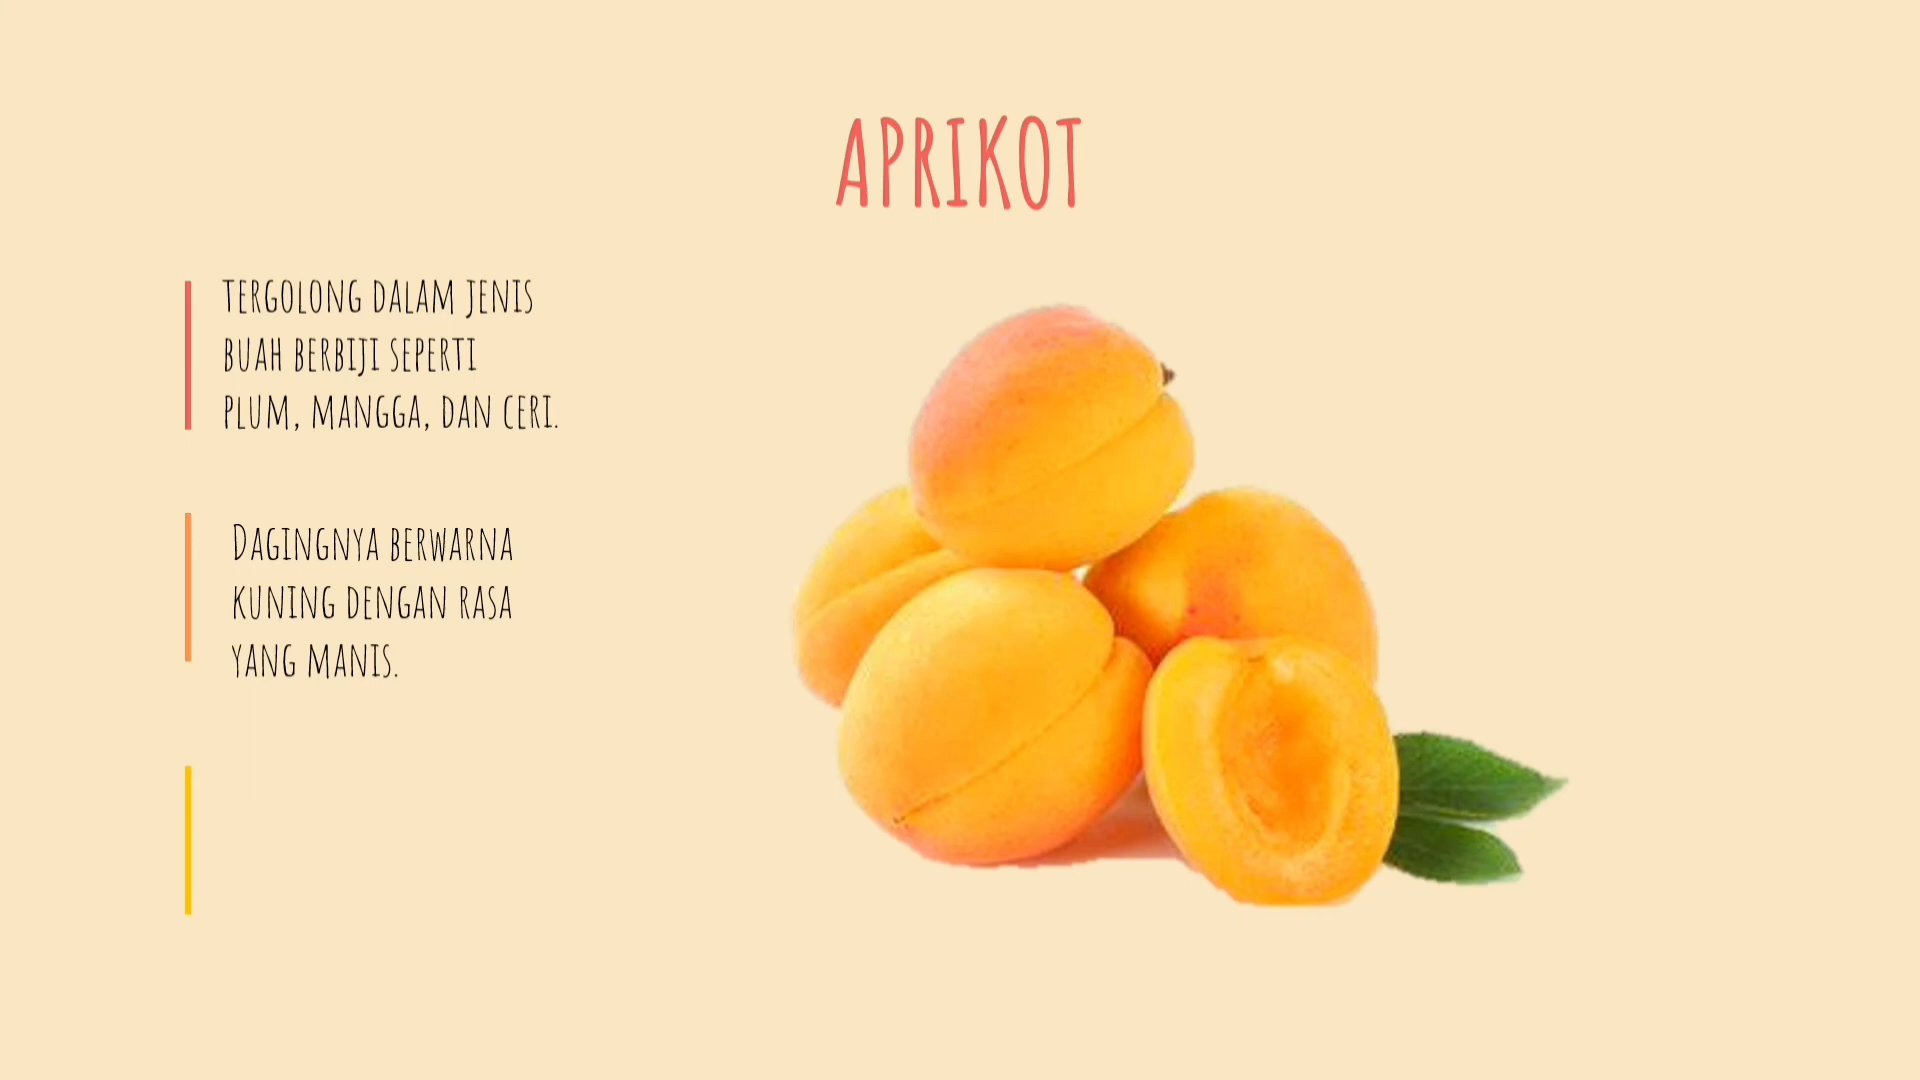 APRIKOT
TERGOLONG DALAM JENIS
BUAH BERBIJI SEPERTI
PLUM, MANGGA, DAN CERI.
DAGINGNYA BERWARNA
KUNING DENGAN RASA
YANG MANIS.